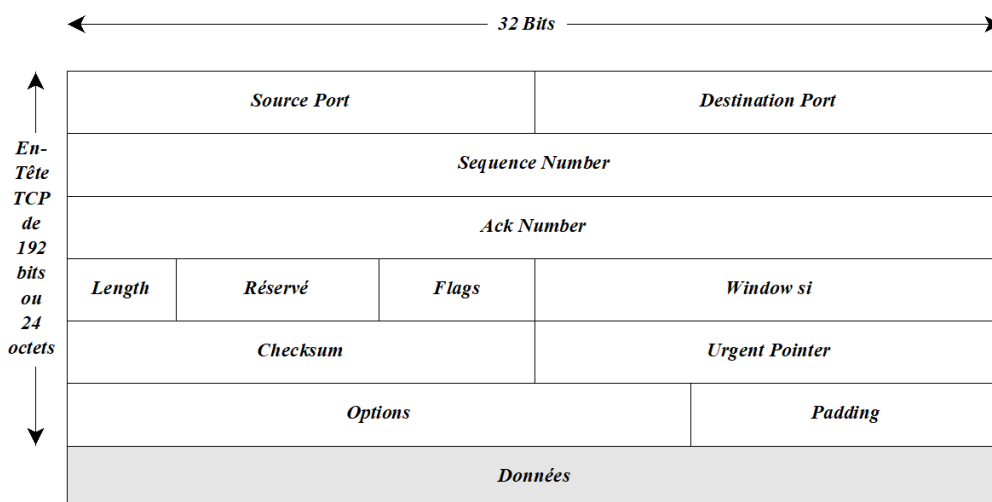 32 Bits
En-
Tête
TCP
de
192
bits
ou
24
octets
Source Port
Destination Port
Sequence Number
Ack Number
Length
Réservé
Flags
Window si
Checksum
Urgent Pointer
Options
Padding
Données